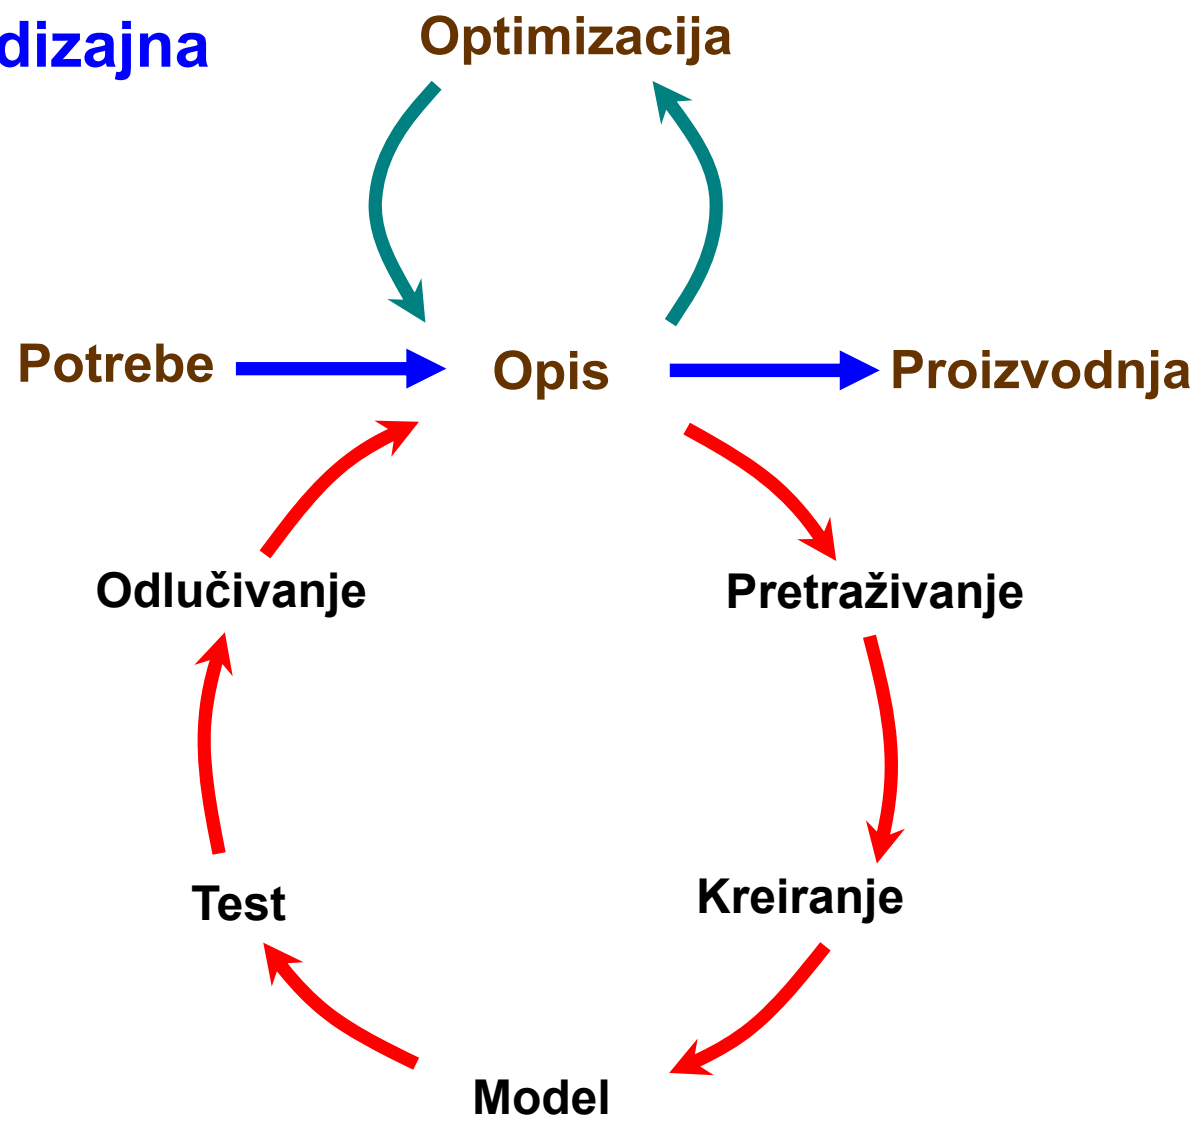 dizajna
Optimizacija
Potrebe
Opis
Proizvodnja
Odlučivanje
Pretraživanje
Test
Kreiranje
Model